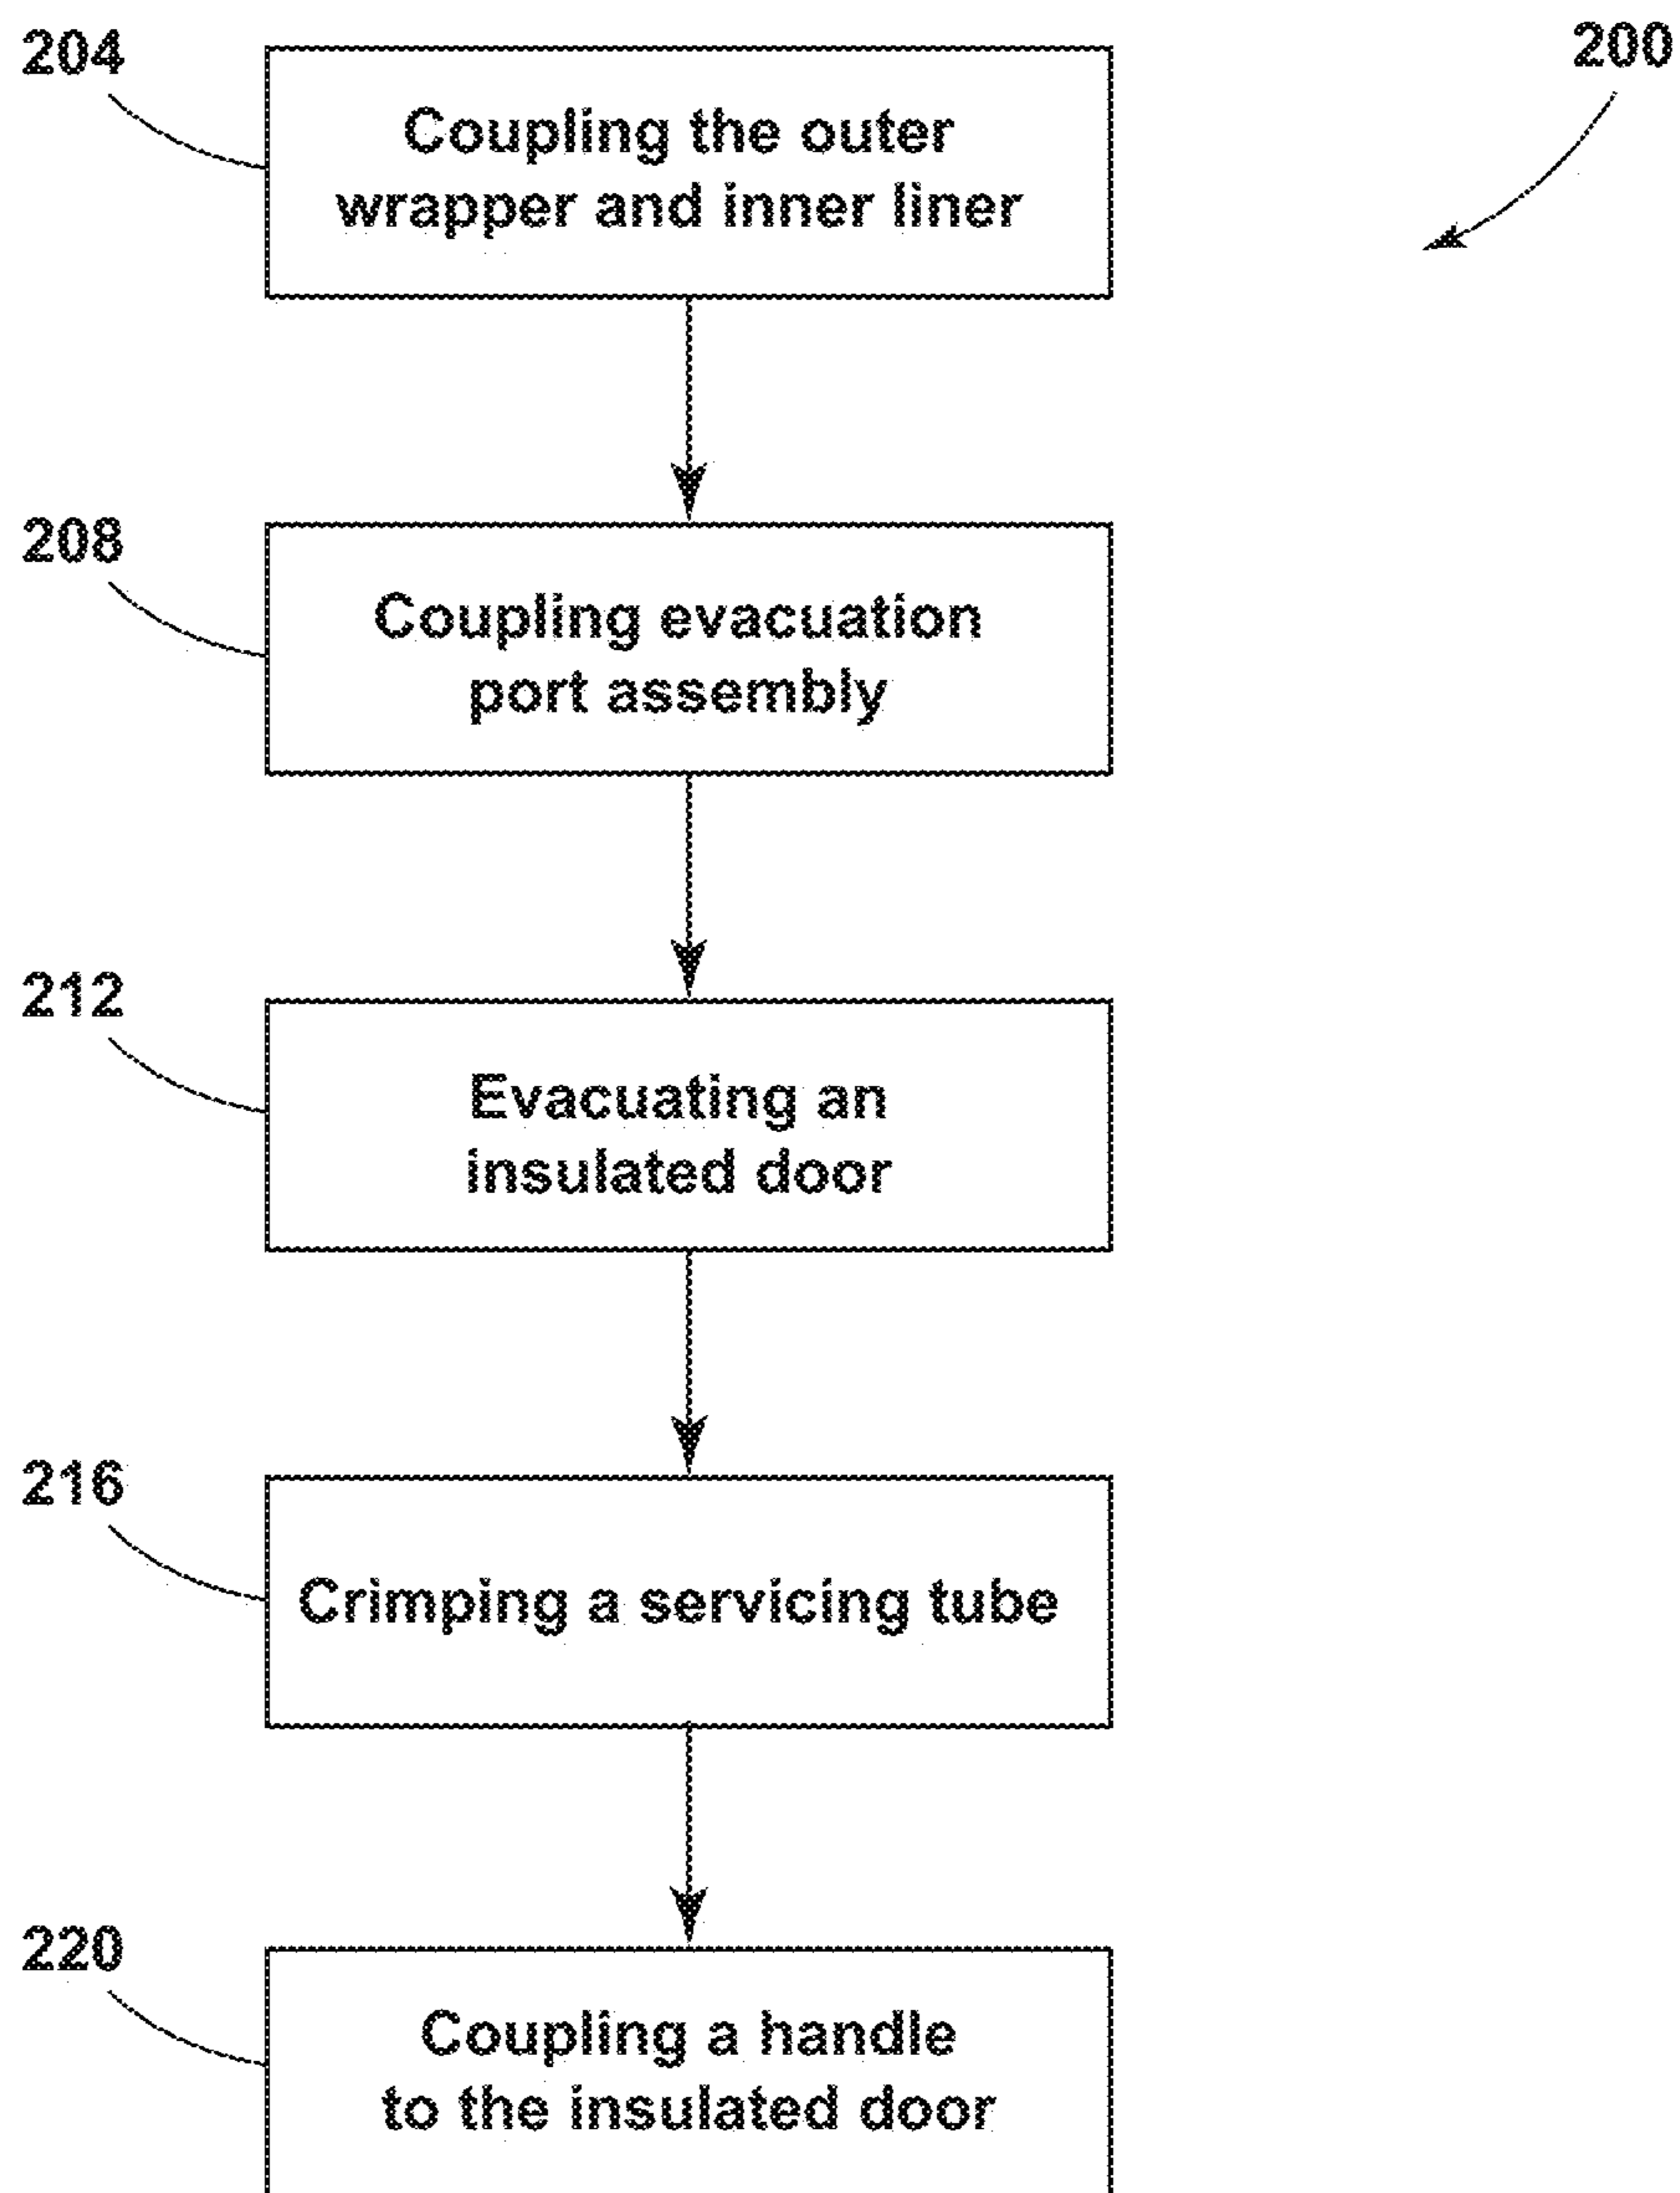 204
200
Coupling the outer
wrapper and inner liner
208
Coupling evacuation
port assembly
212
Evacuating an
insulated door
216
Crimping a servicing tube
220
Coupling a handle
to the insulated door